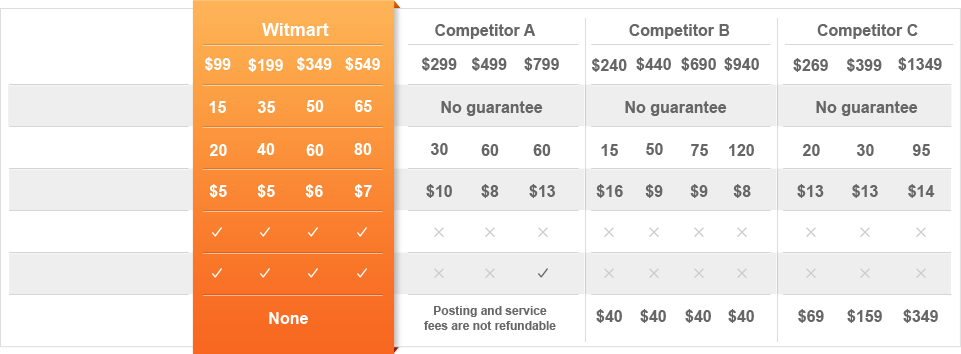 Witmart Competitor A Competitor B Competitor C
$99 $199 $349 $549 $299 $499 $799 $240 $440 $690 $940 $269 $399 $1349
15 35 50 65 No guarantee No guarantee No guarantee
20 40 60 80 30 60 60 15 50 75 120 20 30 95
$5 $5 $6 $7 $10 $8 $13 $16 $9 $9 $8 $13 $13 $14
✓ ✓ ✓ ✓ × × × × × × × × × ×
✓ ✓ ✓ ✓ × × ✓ × × × × × × ×
None Posting and service
fees are not refundable $40 $40 $40 $40 $69 $159 $349